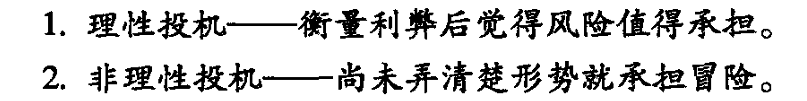 1. 理性投机——衡量利弊后觉得风险值得承担。
2. 非理性投机——尚未弄清楚形势就承担冒险。